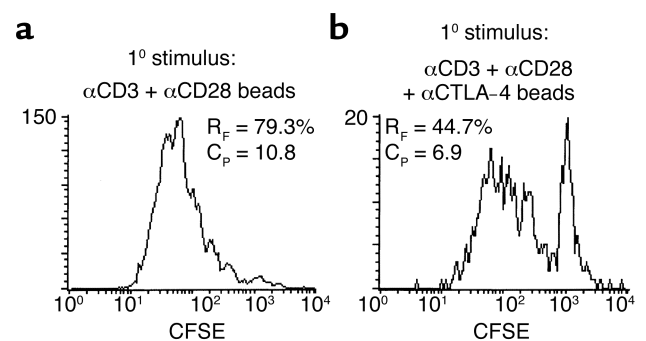 a
1⁰ stimulus:
αCD3 + αCD28 beads
150
R_F = 79.3%
C_P = 10.8
10⁰ 10¹ 10² 10³ 10⁴
CFSE
b
1⁰ stimulus:
αCD3 + αCD28
+ αCTLA-4 beads
20
R_F = 44.7%
C_P = 6.9
10⁰ 10¹ 10² 10³ 10⁴
CFSE